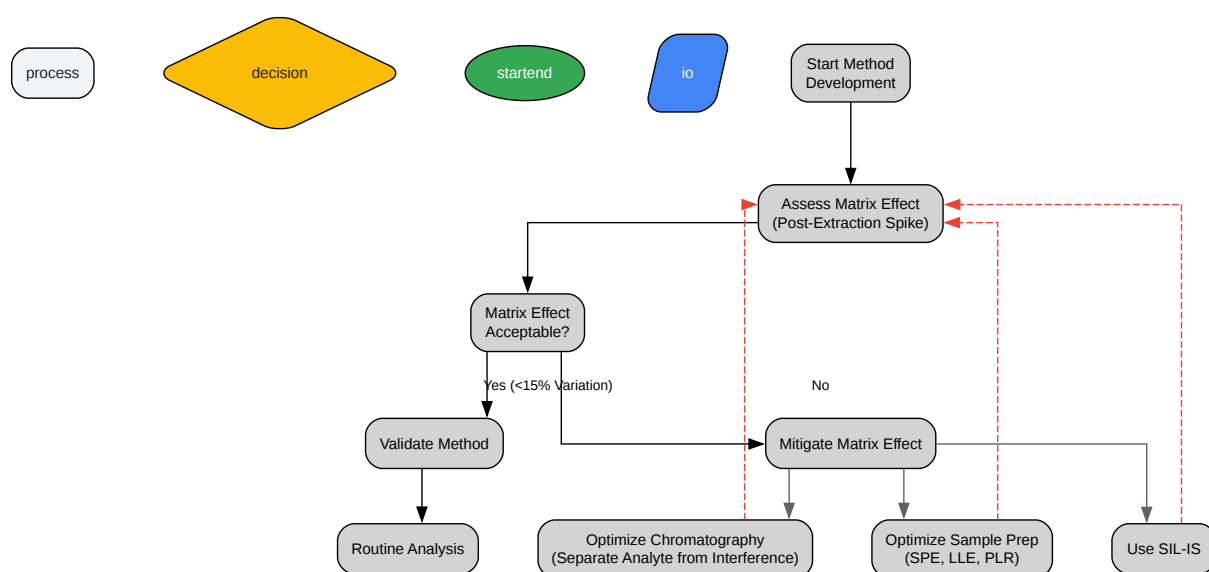 process
decision
startend
io
Start Method
Development
Assess Matrix Effect
(Post-Extraction Spike)
Matrix Effect
Acceptable?
Yes (<15% Variation)
No
Validate Method
Mitigate Matrix Effect
Routine Analysis
Optimize Chromatography
(Separate Analyte from Interference)
Optimize Sample Prep
(SPE, LLE, PLR)
Use SIL-IS